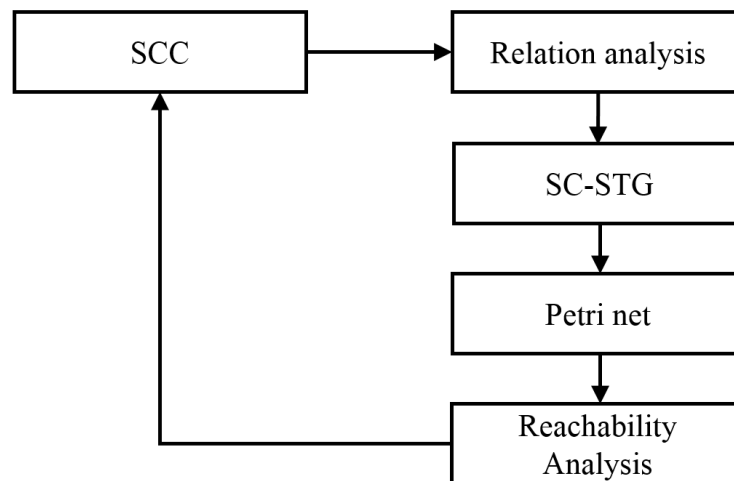 SCC
Relation analysis
SC-STG
Petri net
Reachability
Analysis